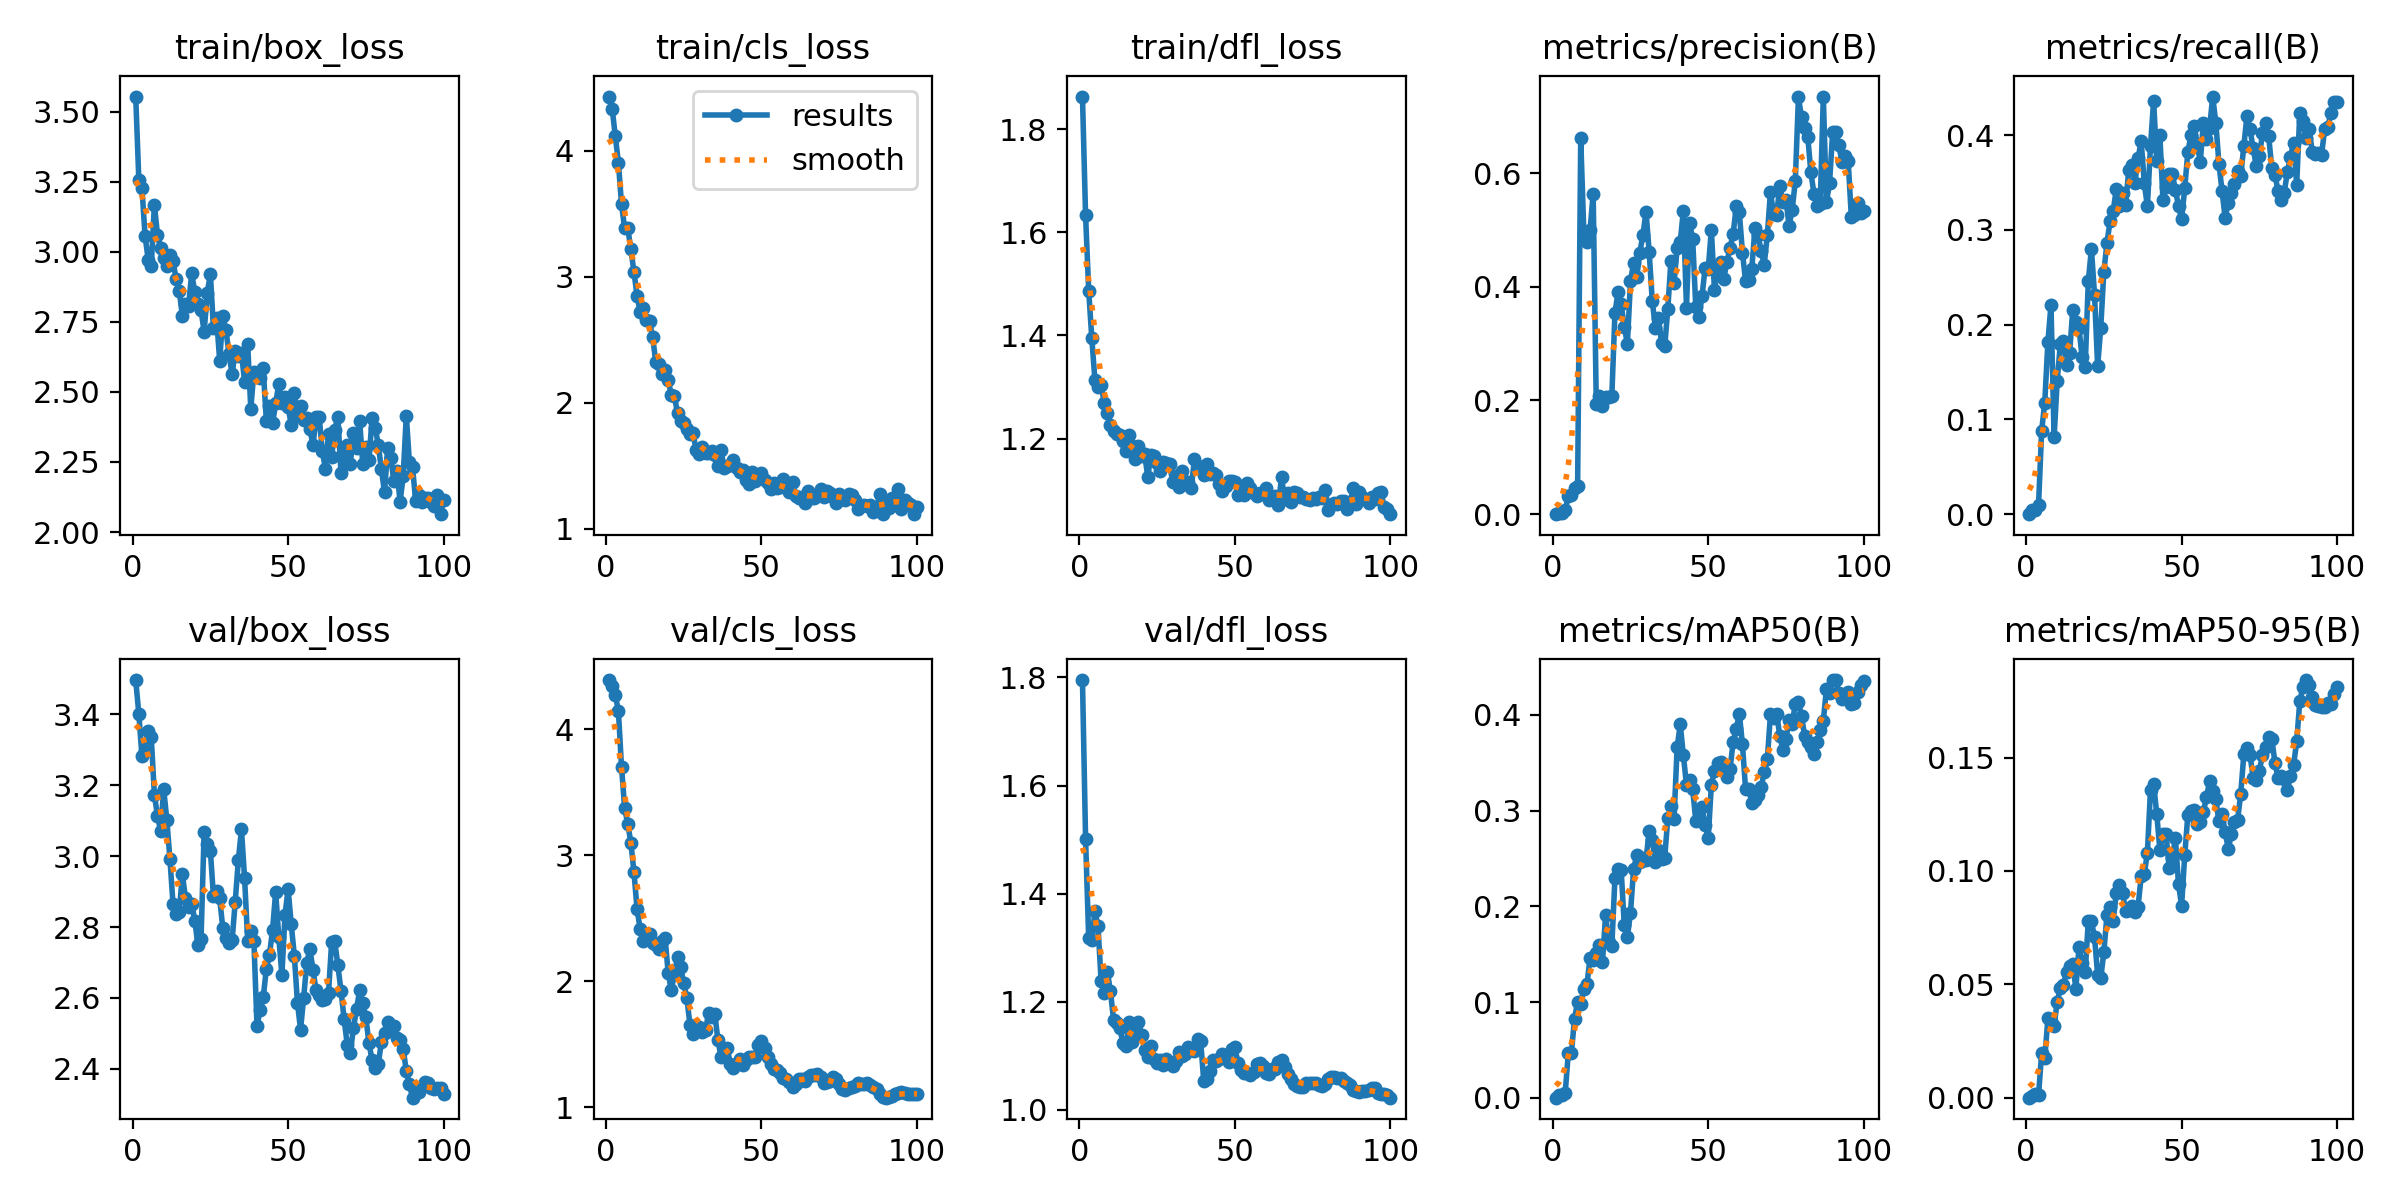 train/box_loss
3.50
3.25
3.00
2.75
2.50
2.25
2.00
0 50 100
train/cls_loss
results
smooth
4
3
2
1
0 50 100
train/dfl_loss
1.8
1.6
1.4
1.2
0 50 100
metrics/precision(B)
0.6
0.4
0.2
0.0
0 50 100
metrics/recall(B)
0.4
0.3
0.2
0.1
0.0
0 50 100
val/box_loss
3.4
3.2
3.0
2.8
2.6
2.4
0 50 100
val/cls_loss
4
3
2
1
0 50 100
val/dfl_loss
1.8
1.6
1.4
1.2
1.0
0 50 100
metrics/mAP50(B)
0.4
0.3
0.2
0.1
0.0
0 50 100
metrics/mAP50-95(B)
0.15
0.10
0.05
0.00
0 50 100